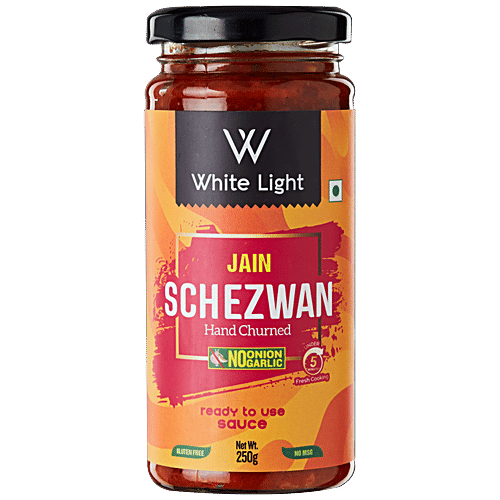 W
White Light
JAIN
SCHEZWAN
Hand Churned
NO ONION
GARLIC
UNDER
5
Fresh Cooking
ready to use
sauce
GLUTEN FREE
Net Wt.
250g
NO MSG